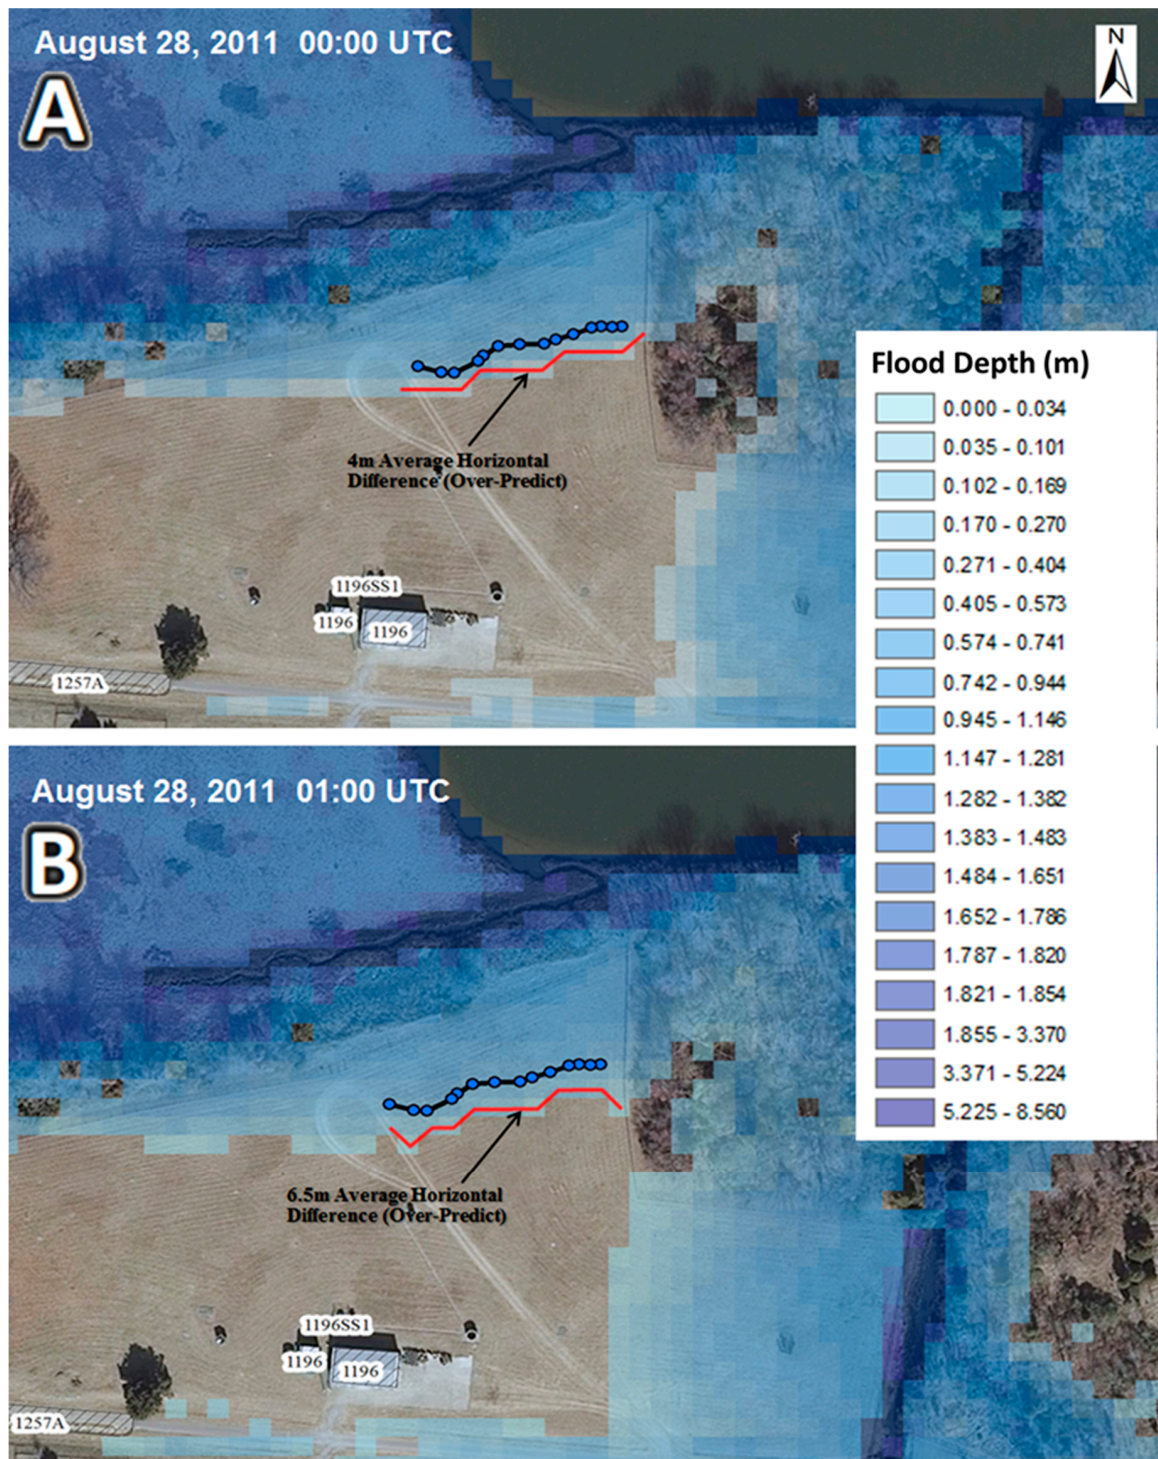 August 28, 2011  00:00 UTC
A
N
4m Average Horizontal
Difference (Over-Predict)
1196SS1
1196
1196
1257A
Flood Depth (m)
0.000 - 0.034
0.035 - 0.101
0.102 - 0.169
0.170 - 0.270
0.271 - 0.404
0.405 - 0.573
0.574 - 0.741
0.742 - 0.944
0.945 - 1.146
1.147 - 1.281
1.282 - 1.382
1.383 - 1.483
1.484 - 1.651
1.652 - 1.786
1.787 - 1.820
1.821 - 1.854
1.855 - 3.370
3.371 - 5.224
5.225 - 8.560
August 28, 2011  01:00 UTC
B
6.5m Average Horizontal
Difference (Over-Predict)
1196SS1
1196
1196
1257A